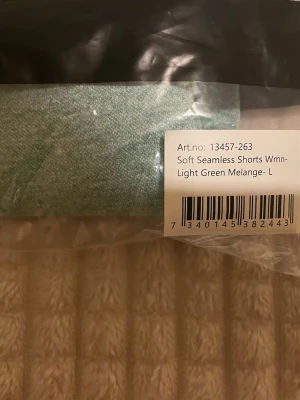 Art.no: 13457-263
Soft Seamless Shorts Wmn-
Light Green Melange- L
7 340145 382443